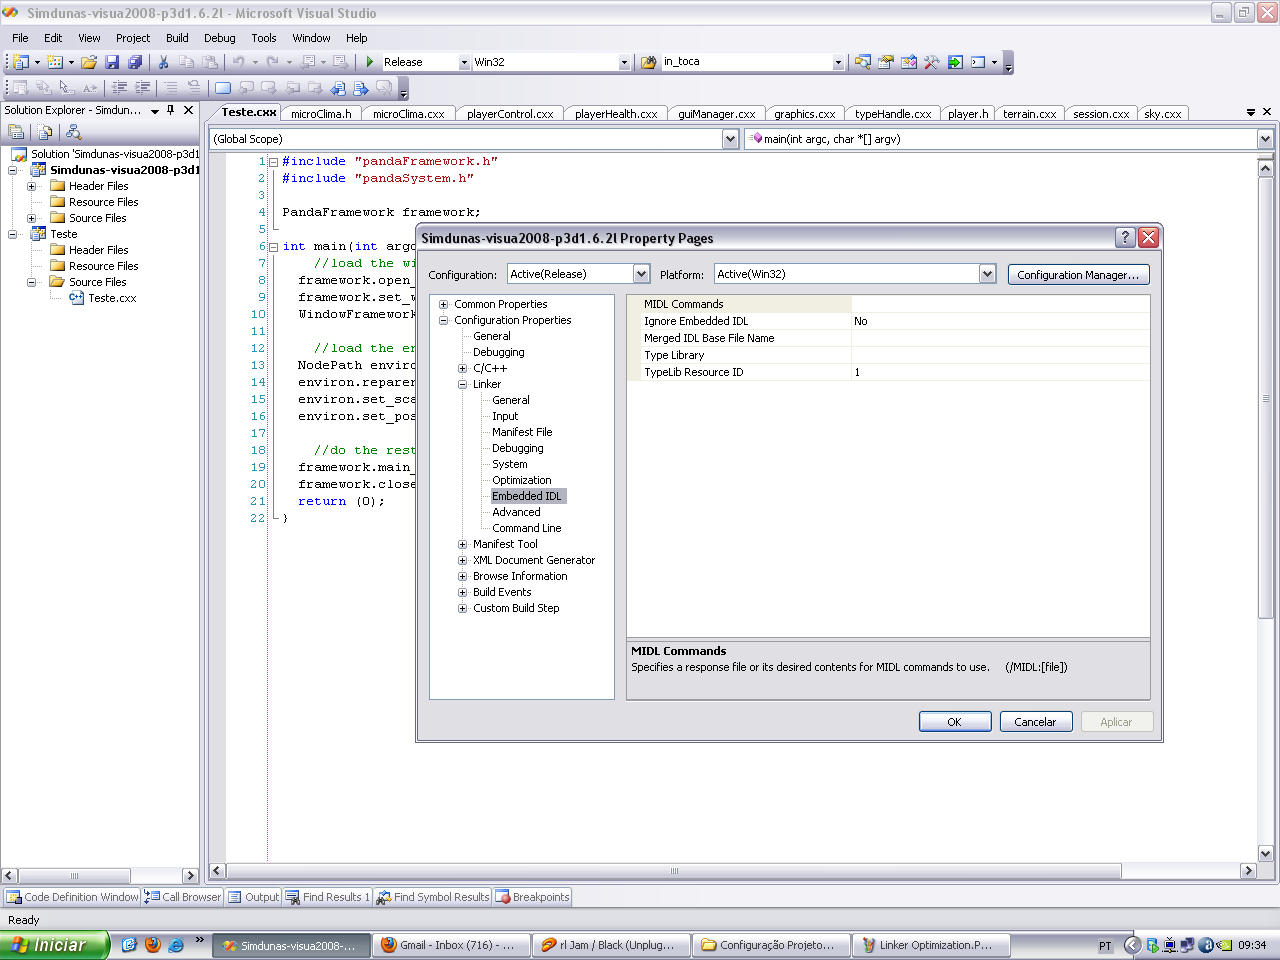 Simdunas-visua2008-p3d1.6.2l - Microsoft Visual Studio
File Edit View Project Build Debug Tools Window Help
Release Win32 in_toca
Solution Explorer - Simdun...
Teste.cxx microClima.h microClima.cxx playerControl.cxx playerHealth.cxx guiManager.cxx graphics.cxx typeHandle.cxx player.h terrain.cxx session.cxx sky.cxx
(Global Scope) main(int argc, char *[] argv)
Solution 'Simdunas-visua2008-p3d1
Simdunas-visua2008-p3d1
Header Files
Resource Files
Source Files
Teste
Header Files
Resource Files
Source Files
Teste.cxx
1 #include "pandaFramework.h"
2 #include "pandaSystem.h"
3
4 PandaFramework framework;
5
6 int main(int argc
7 //load the wi
8 framework.open_
9 framework.set_w
10 WindowFramework
11
12 //load the en
13 NodePath enviro
14 environ.reparen
15 environ.set_sca
16 environ.set_pos
17
18 //do the rest
19 framework.main_
20 framework.close
21 return (0);
22 }
Simdunas-visua2008-p3d1.6.2l Property Pages
Configuration: Active(Release) Platform: Active(Win32) Configuration Manager...
Common Properties
Configuration Properties
General
Debugging
C/C++
Linker
General
Input
Manifest File
Debugging
System
Optimization
Embedded IDL
Advanced
Command Line
Manifest Tool
XML Document Generator
Browse Information
Build Events
Custom Build Step
MIDL Commands
Ignore Embedded IDL No
Merged IDL Base File Name
Type Library
TypeLib Resource ID 1
MIDL Commands
Specifies a response file or its desired contents for MIDL commands to use. (/MIDL:[file])
OK Cancelar Aplicar
Code Definition Window Call Browser Output Find Results 1 Find Symbol Results Breakpoints
Ready
Iniciar Simdunas-visua2008-... Gmail - Inbox (716) - ... rl Jam / Black (Unplug... Configuração Projeto... Linker Optimization.P... PT 09:34